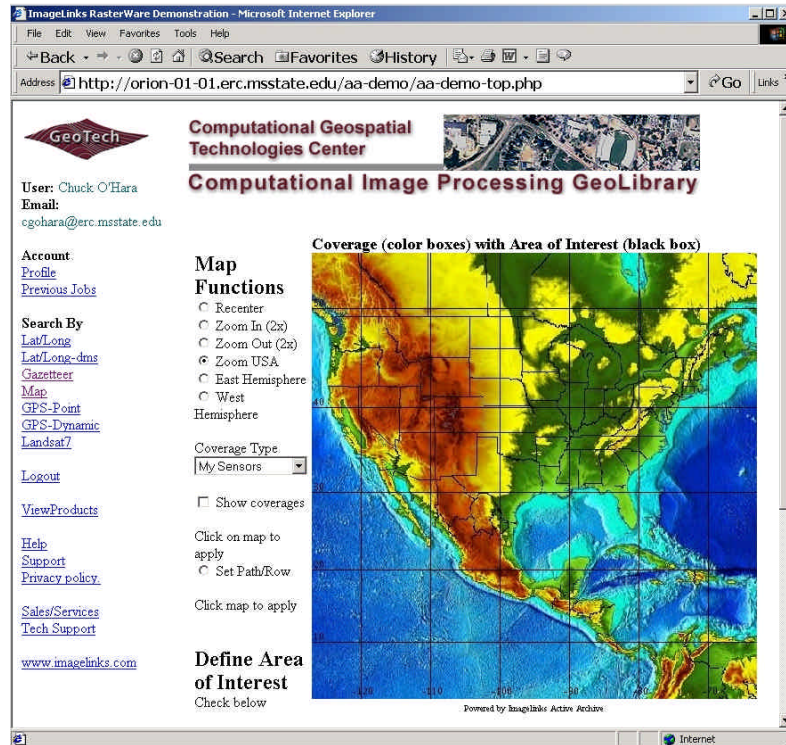 ImageLinks RasterWare Demonstration - Microsoft Internet Explorer
File Edit View Favorites Tools Help
Back Search Favorites History
Address http://orion-01-01.erc.msstate.edu/aa-demo/aa-demo-top.php Go Links
GeoTech
Computational Geospatial
Technologies Center
Computational Image Processing GeoLibrary
User: Chuck O'Hara
Email:
cgohara@erc.msstate.edu
Account
Profile
Previous Jobs
Search By
Lat/Long
Lat/Long-dms
Gazetteer
Map
GPS-Point
GPS-Dynamic
Landsat7
Logout
ViewProducts
Help
Support
Privacy policy.
Sales/Services
Tech Support
www.imagelinks.com
Map
Functions
Recenter
Zoom In (2x)
Zoom Out (2x)
Zoom USA
East Hemisphere
West
Hemisphere
Coverage Type
My Sensors
Show coverages
Click on map to
apply
Set Path/Row
Click map to apply
Define Area
of Interest
Check below
Coverage (color boxes) with Area of Interest (black box)
40
-120 -110 -100 -90 -80 -70
Powered by Imagelinks Active Archive
Internet